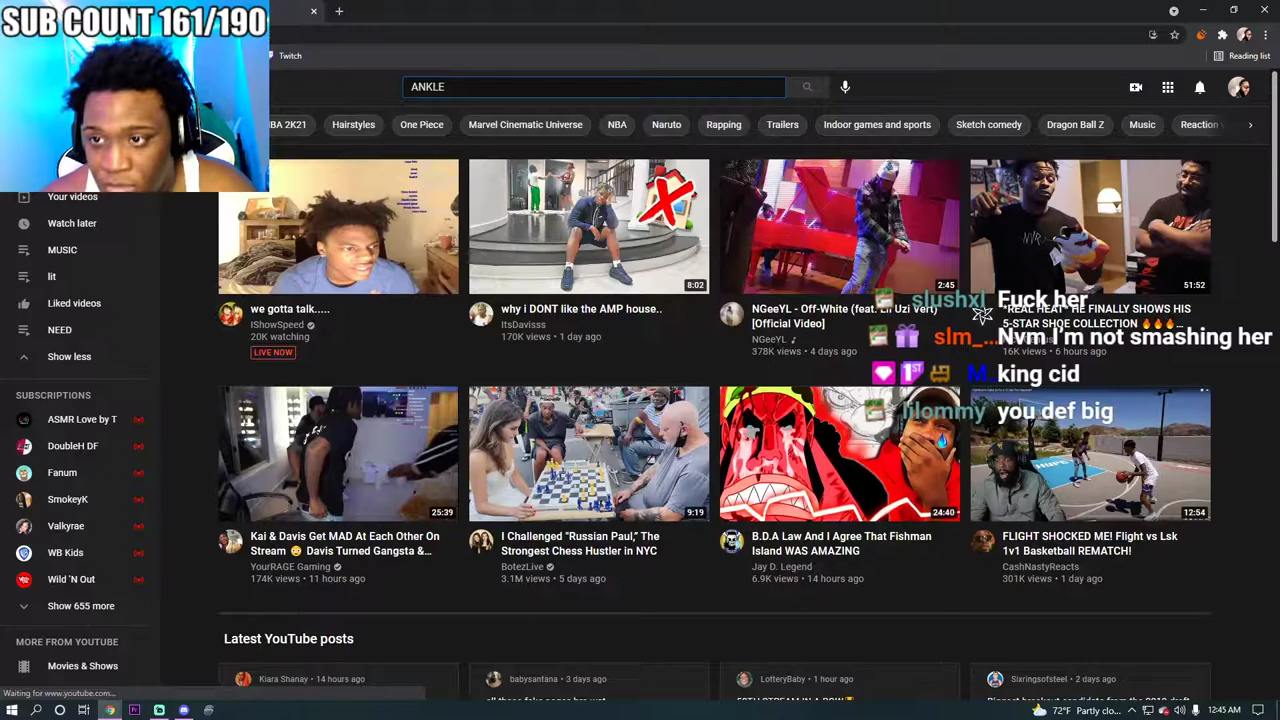 SUB COUNT 161/190
Twitch
Reading list
ANKLE
NBA 2K21
Hairstyles
One Piece
Marvel Cinematic Universe
NBA
Naruto
Rapping
Trailers
Indie games and sports
Sketch comedy
Dragon Ball Z
Music
Reaction
Your videos
Watch later
MUSIC
lit
Liked videos
NEED
Show less
SUBSCRIPTIONS
ASMR Love by T
DoubleH DF
Fanum
SmokeyK
Valkyrae
WB Kids
Wild 'N Out
Show 655 more
MORE FROM YOUTUBE
Movies & Shows
we gotta talk.....
IShowSpeed
20K watching
LIVE NOW
8:02
why i DONT like the AMP house..
ItsDavisss
170K views • 1 day ago
2:45
NGeeYL - Off-White (feat. Lil Uzi Vert)
[Official Video]
NGeeYL
378K views • 4 days ago
51:52
*REAL HEAT* HE FINALLY SHOWS HIS
5-STAR SHOE COLLECTION 🔥🔥🔥...
16K views • 6 hours ago
slushxl Fuck her
slm_... Nvm I'm not smashing her
1ST M... king cid
lilommy you def big
25:39
Kai & Davis Get MAD At Each Other On
Stream 😳 Davis Turned Gangsta &...
YourRAGE Gaming
174K views • 11 hours ago
9:19
I Challenged "Russian Paul," The
Strongest Chess Hustler in NYC
BotezLive
3.1M views • 5 days ago
24:40
B.D.A Law And I Agree That Fishman
Island WAS AMAZING
Jay D. Legend
6.9K views • 14 hours ago
12:54
FLIGHT SHOCKED ME! Flight vs Lsk
1v1 Basketball REMATCH!
CashNastyReacts
301K views • 1 day ago
Latest YouTube posts
Kiara Shanay • 14 hours ago
babysantana • 3 days ago
LotteryBaby • 1 hour ago
Sixringsofsteel • 2 days ago
Waiting for www.youtube.com...
72°F Partly clo...
12:45 AM